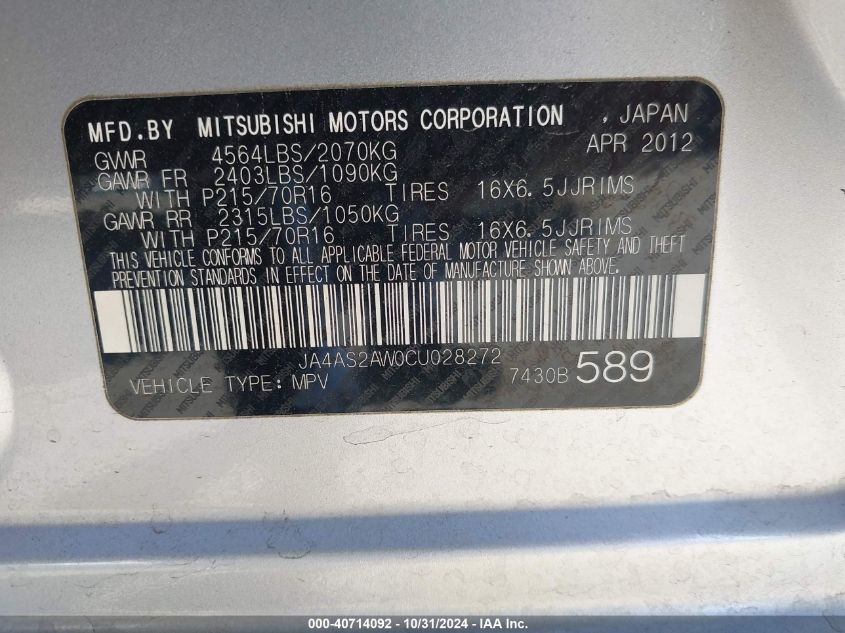 MFD.BY MITSUBISHI MOTORS CORPORATION , JAPAN
GVWR 4564LBS/2070KG APR 2012
GAWR FR 2403LBS/1090KG
WITH P215/70R16 TIRES 16X6.5JJRIMS
GAWR RR 2315LBS/1050KG
WITH P215/70R16 TIRES 16X6.5JJRIMS
THIS VEHICLE CONFORMS TO ALL APPLICABLE FEDERAL MOTOR VEHICLE SAFETY AND THEFT
PREVENTION STANDARDS IN EFFECT ON THE DATE OF MANUFACTURE SHOWN ABOVE.
JA4AS2AW0CU028272
VEHICLE TYPE: MPV 7430B 589
000-40714092 - 10/31/2024 - IAA Inc.